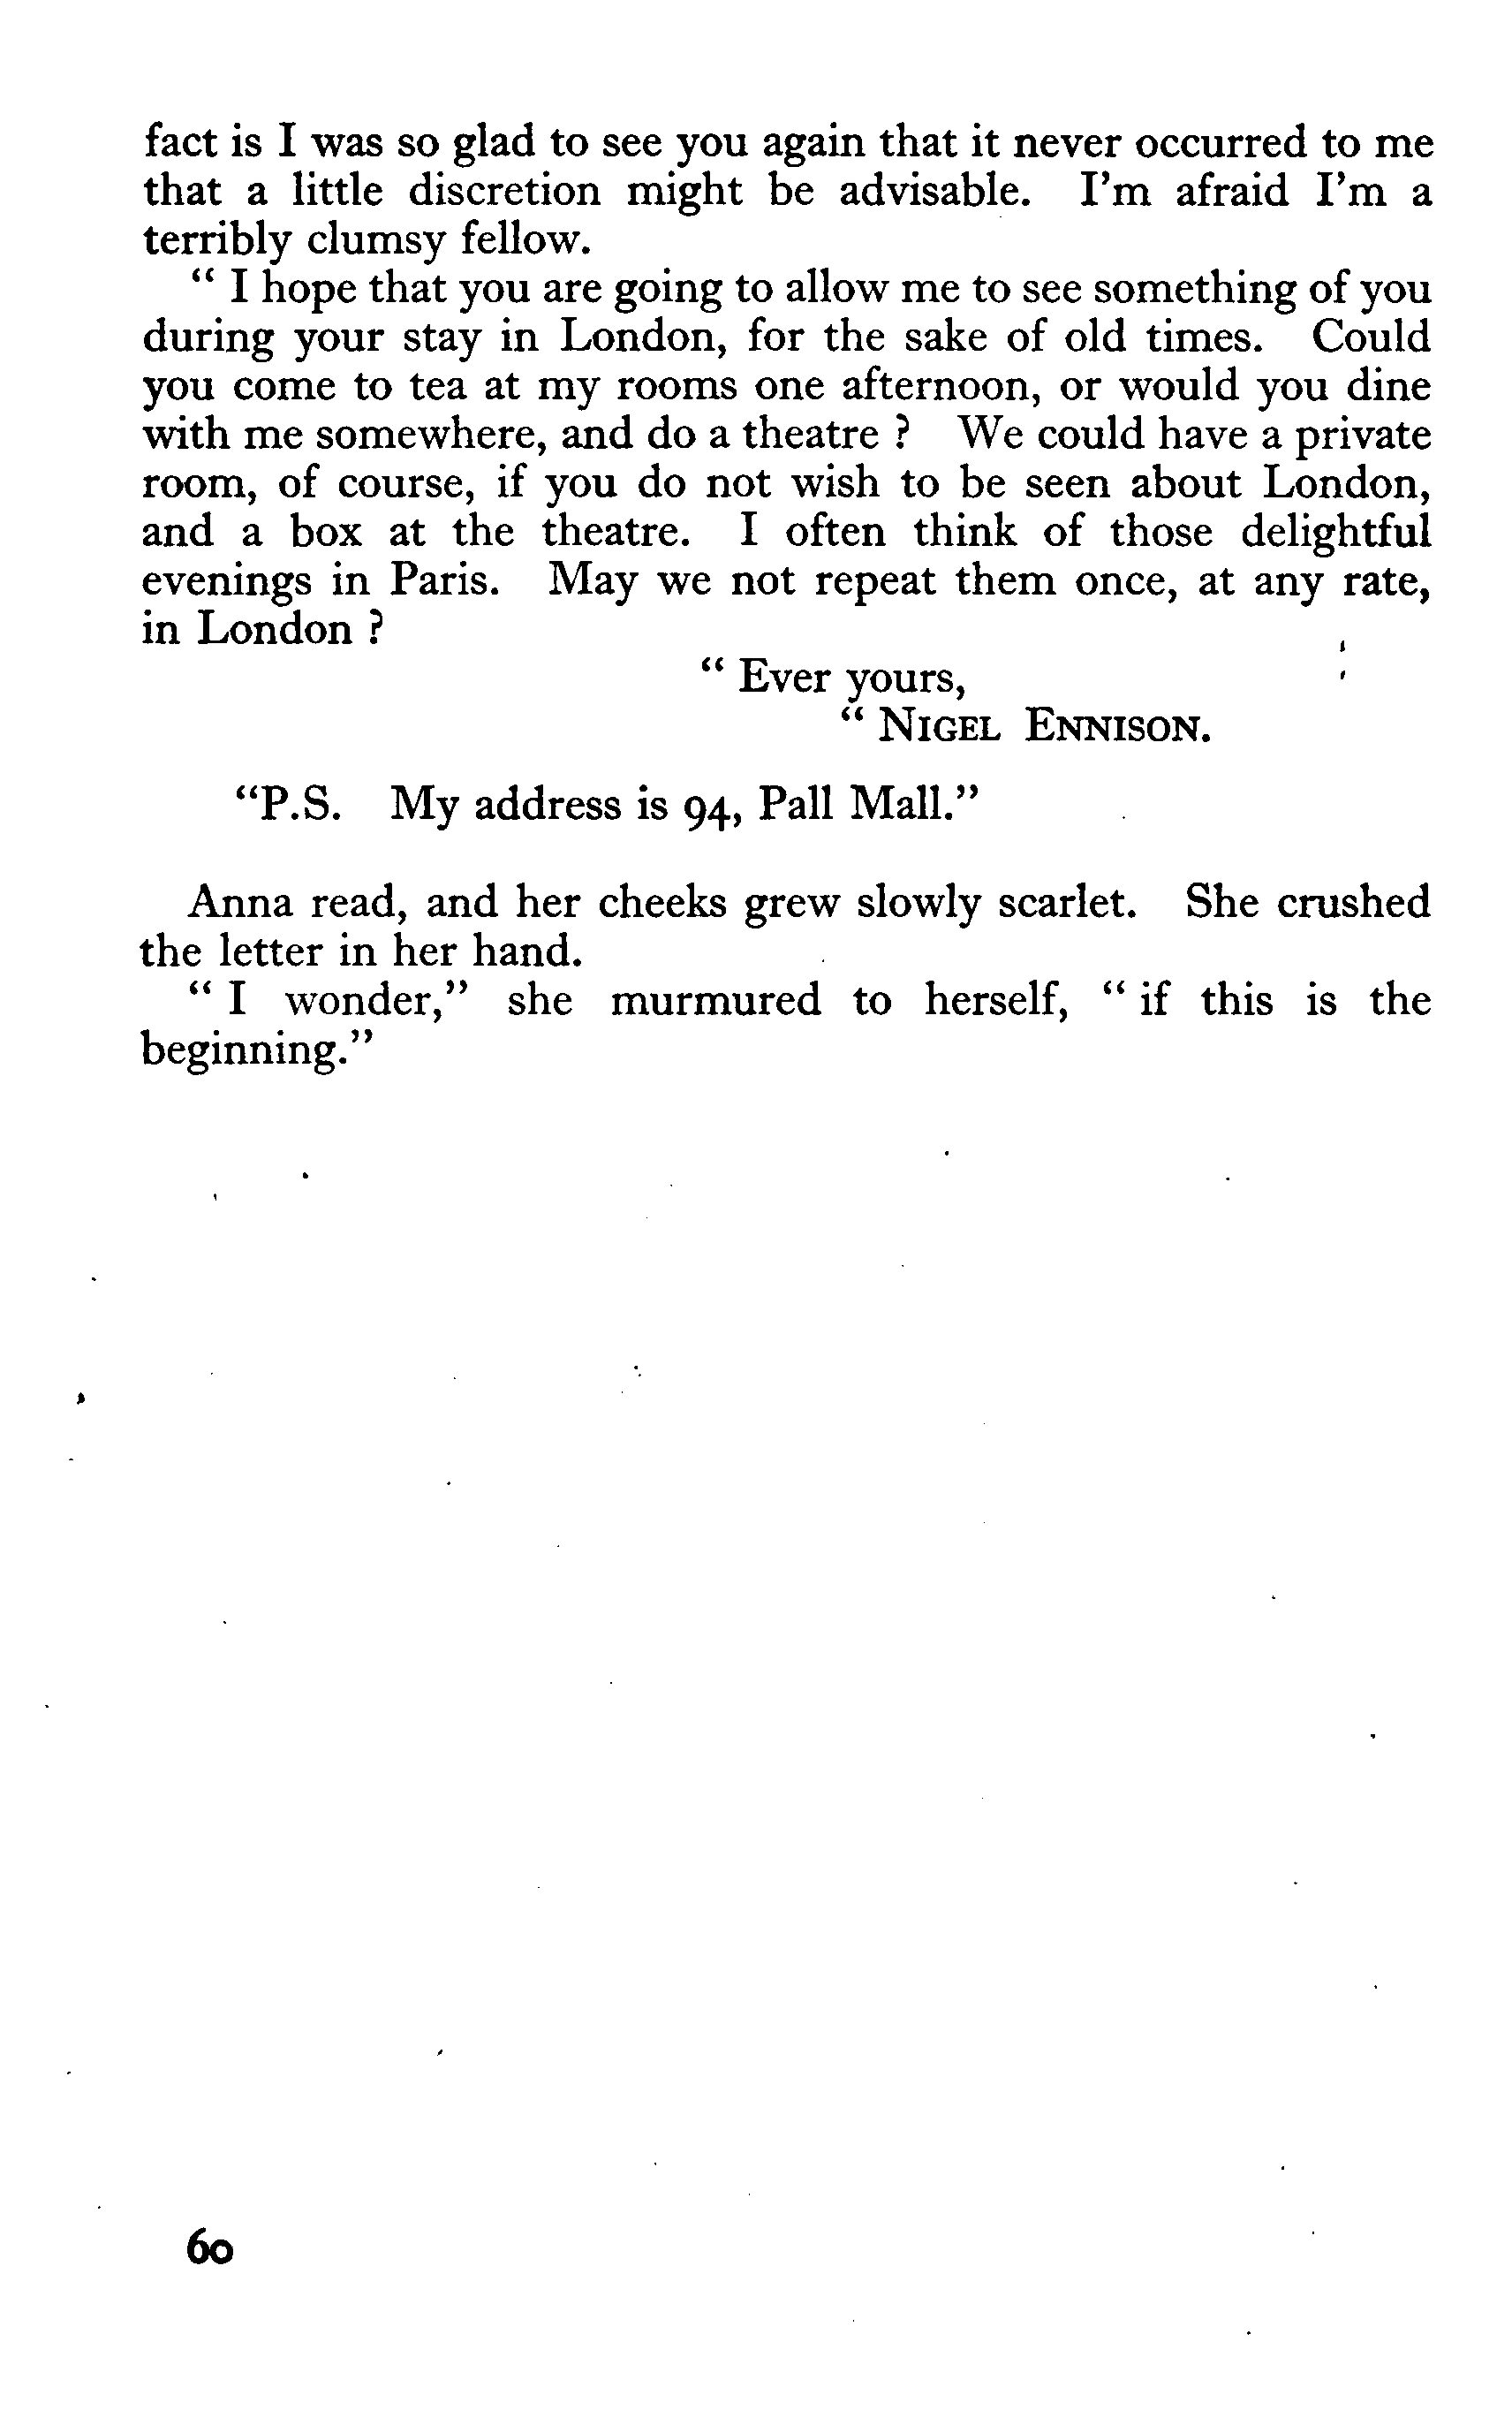 fact is I was so glad to see you again that it never occurred to me
that a little discretion might be advisable. I'm afraid I'm a
terribly clumsy fellow.
" I hope that you are going to allow me to see something of you
during your stay in London, for the sake of old times. Could
you come to tea at my rooms one afternoon, or would you dine
with me somewhere, and do a theatre ? We could have a private
room, of course, if you do not wish to be seen about London,
and a box at the theatre. I often think of those delightful
evenings in Paris. May we not repeat them once, at any rate,
in London ?
" Ever yours,
" NIGEL ENNISON.
"P.S. My address is 94, Pall Mall."
Anna read, and her cheeks grew slowly scarlet. She crushed
the letter in her hand.
" I wonder," she murmured to herself, " if this is the
beginning."
60